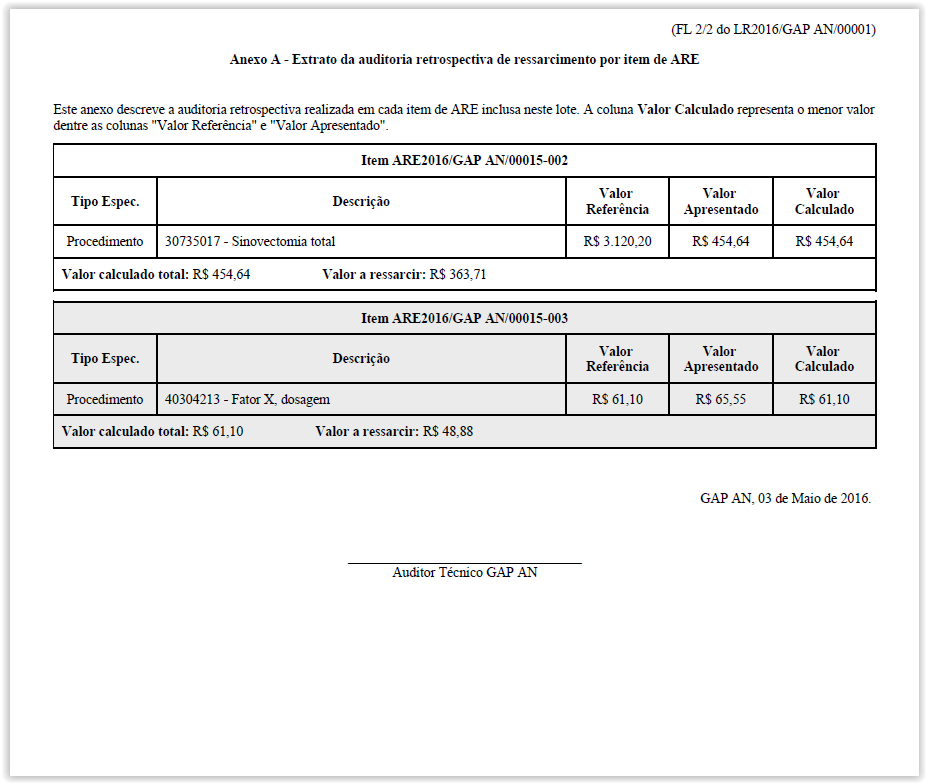 (FL 2/2 do LR2016/GAP AN/00001)
Anexo A - Extrato da auditoria retrospectiva de ressarcimento por item de ARE
Este anexo descreve a auditoria retrospectiva realizada em cada item de ARE inclusa neste lote. A coluna Valor Calculado representa o menor valor
dentre as colunas "Valor Referência" e "Valor Apresentado".
Item ARE2016/GAP AN/00015-002
Tipo Espec. Descrição Valor Referência Valor Apresentado Valor Calculado
Procedimento 30735017 - Sinovectomia total R$ 3.120,20 R$ 454,64 R$ 454,64
Valor calculado total: R$ 454,64 Valor a ressarcir: R$ 363,71
Item ARE2016/GAP AN/00015-003
Tipo Espec. Descrição Valor Referência Valor Apresentado Valor Calculado
Procedimento 40304213 - Fator X, dosagem R$ 61,10 R$ 65,55 R$ 61,10
Valor calculado total: R$ 61,10 Valor a ressarcir: R$ 48,88
GAP AN, 03 de Maio de 2016.
Auditor Técnico GAP AN